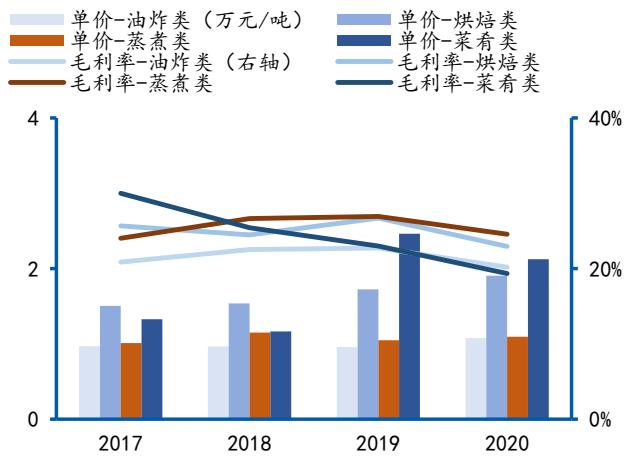 单价-油炸类（万元/吨） 单价-烘焙类
单价-蒸煮类 单价-菜肴类
毛利率-油炸类（右轴） 毛利率-烘焙类
毛利率-蒸煮类 毛利率-菜肴类
4 40%
2 20%
0 0%
2017 2018 2019 2020